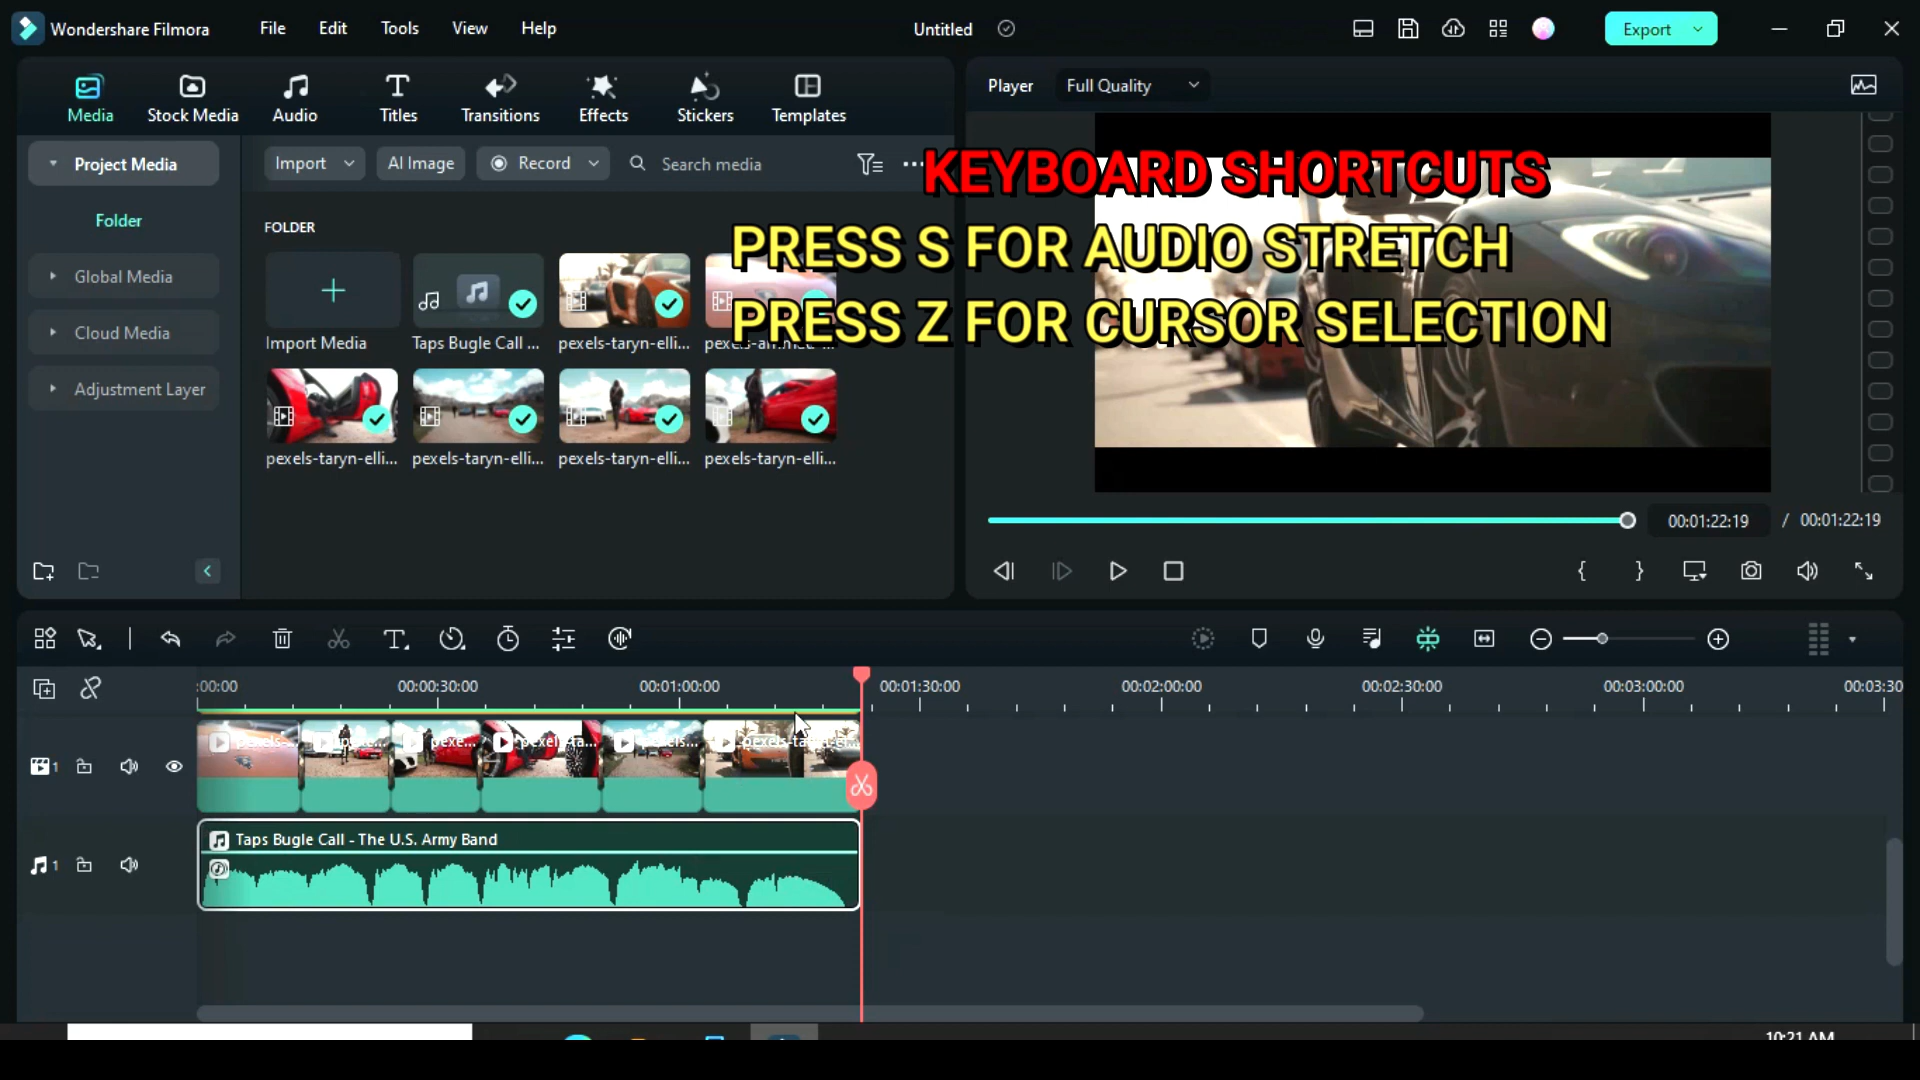 Wondershare Filmora File Edit Tools View Help Untitled Export
Media Stock Media Audio Titles Transitions Effects Stickers Templates
Player Full Quality
Project Media
Import AI Image Record Search media
KEYBOARD SHORTCUTS
Folder
FOLDER
PRESS S FOR AUDIO STRETCH
Global Media
PRESS Z FOR CURSOR SELECTION
Cloud Media
Import Media Taps Bugle Call ... pexels-taryn-elli...
Adjustment Layer
pexels-taryn-elli... pexels-taryn-elli... pexels-taryn-elli... pexels-taryn-elli...
00:01:22:19 / 00:01:22:19
:00:00 00:00:30:00 00:01:00:00 00:01:30:00 00:02:00:00 00:02:30:00 00:03:00:00 00:03:30
1
Taps Bugle Call - The U.S. Army Band
1
10:21 AM